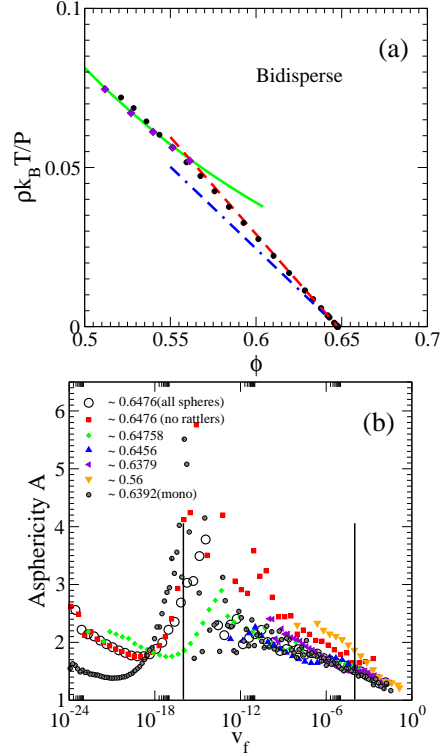 0.1
(a)
Bidisperse
ρk_BT/P
0.05
0
0.5 0.55 0.6 0.65 0.7
ϕ
6
~ 0.6476(all spheres)
(b)
~ 0.6476 (no rattlers)
~ 0.64758
5
~ 0.6456
~ 0.6379
~ 0.56
~ 0.6392(mono)
Asphericity A
4
3
2
1
10^-24 10^-18 10^-12 10^-6 10^0
v_f